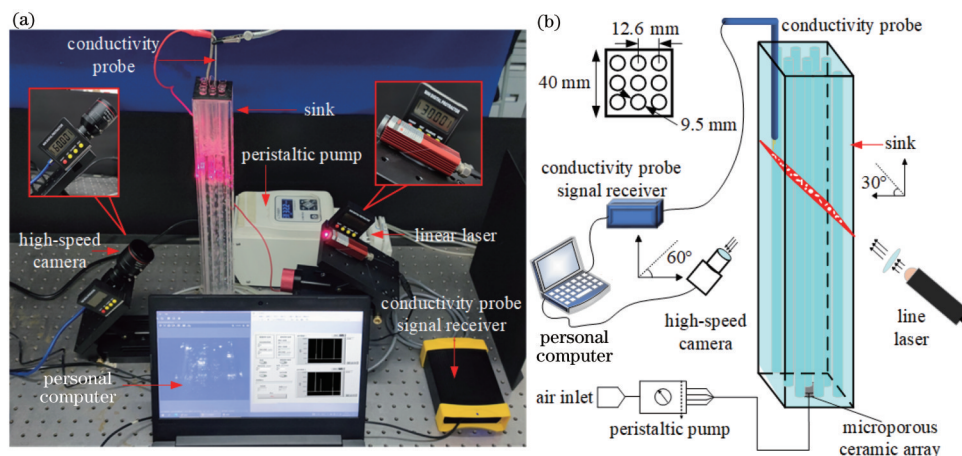 (a)
conductivity
probe
sink
peristaltic pump
linear laser
high-speed
camera
conductivity probe
signal receiver
personal
computer
(b)
12.6 mm
40 mm
9.5 mm
conductivity probe
sink
30°
conductivity probe
signal receiver
60°
personal
computer
high-speed
camera
line
laser
air inlet
peristaltic pump
microporous
ceramic array